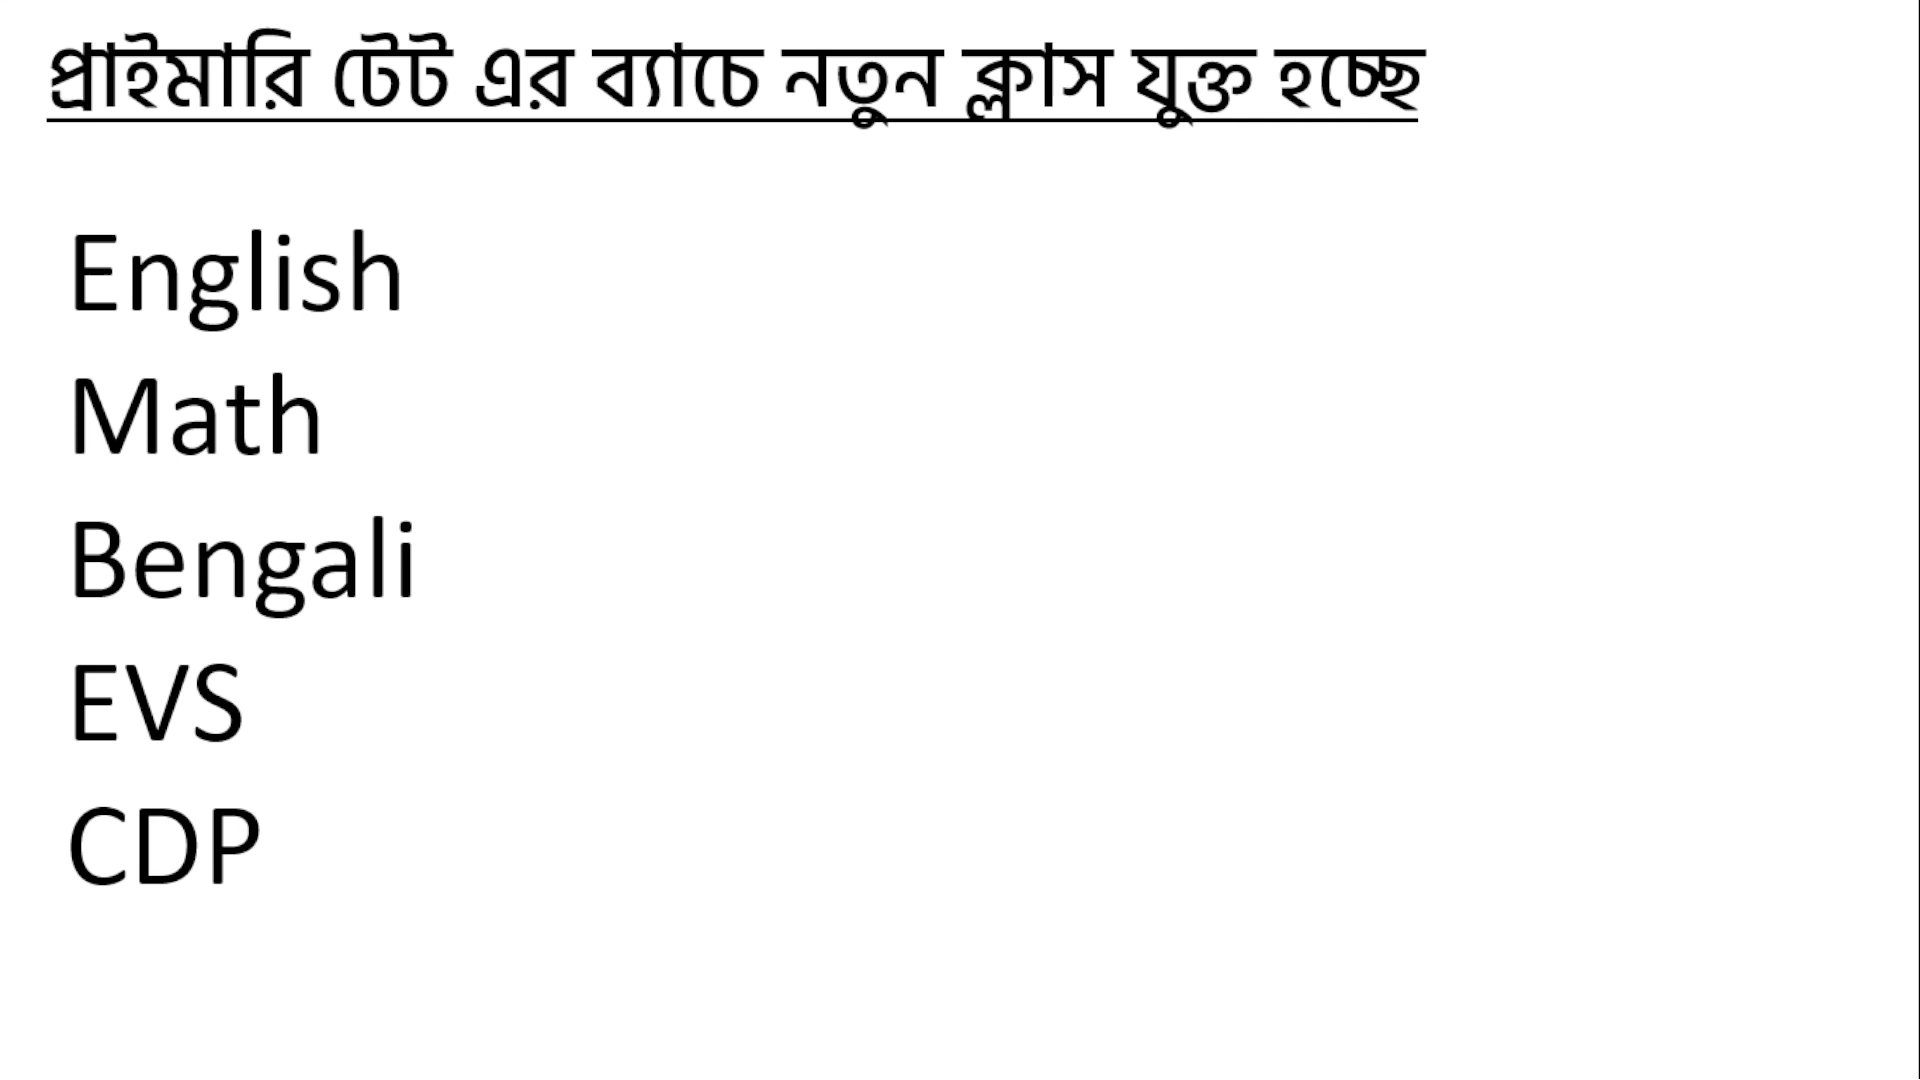 প্রাইমারি টেট এর ব্যাচে নতুন ক্লাস যুক্ত হচ্ছে
English
Math
Bengali
EVS
CDP